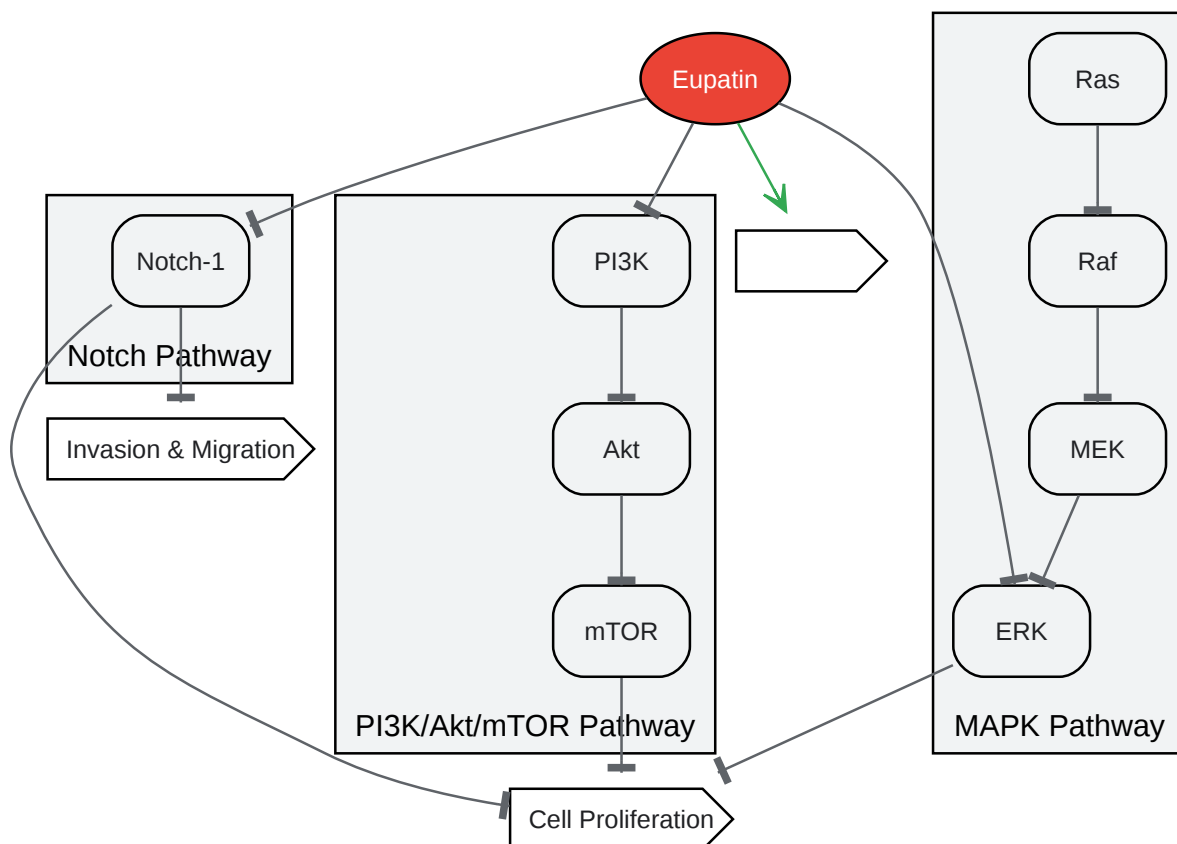 Eupatin
Ras
Notch-1
PI3K
Raf
Notch Pathway
Invasion & Migration
Akt
MEK
mTOR
ERK
PI3K/Akt/mTOR Pathway
MAPK Pathway
Cell Proliferation